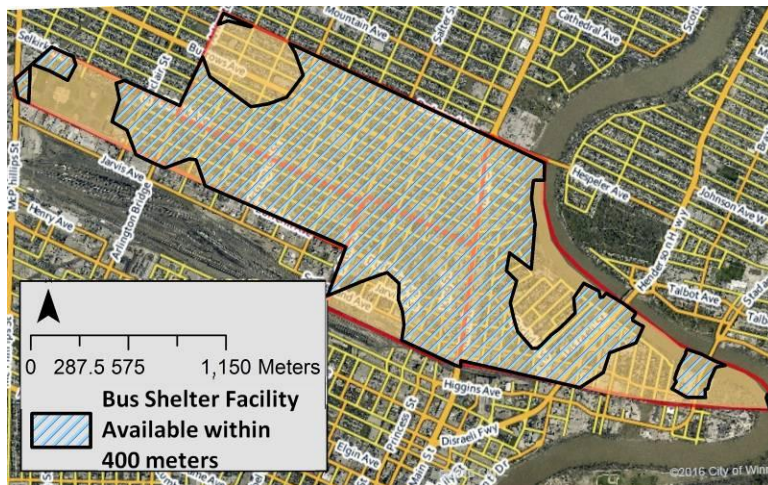 Mountain Ave
Cathedral Ave
Salter St
Selkirk
Burrows Ave
McPhillips St
Jarvis Ave
Henry Ave
Arlington Bridge
Hespeler Ave
Johnson Ave W
Henderson Hwy
Talbot Ave
Higgins Ave
Disraeli Fwy
Princess St
Main St
Elgin Ave
0 287.5 575 1,150 Meters
Bus Shelter Facility
Available within
400 meters
©2016 City of Winn